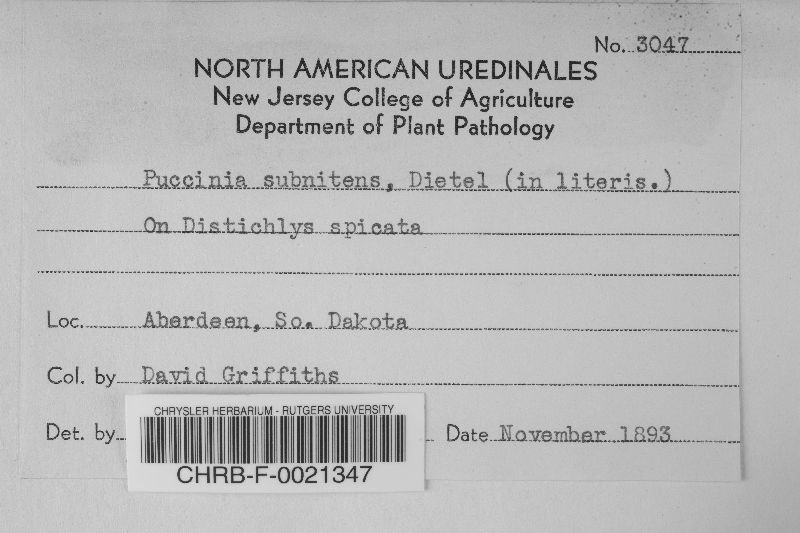 No. 3047
NORTH AMERICAN UREDINALES
New Jersey College of Agriculture
Department of Plant Pathology
Puccinia subnitens, Dietel (in literis.)
On Distichlys spicata
Loc. Aberdeen, So. Dakota
Col. by David Griffiths
Det. by Date November 1893
CHRYSLER HERBARIUM - RUTGERS UNIVERSITY
CHRB-F-0021347